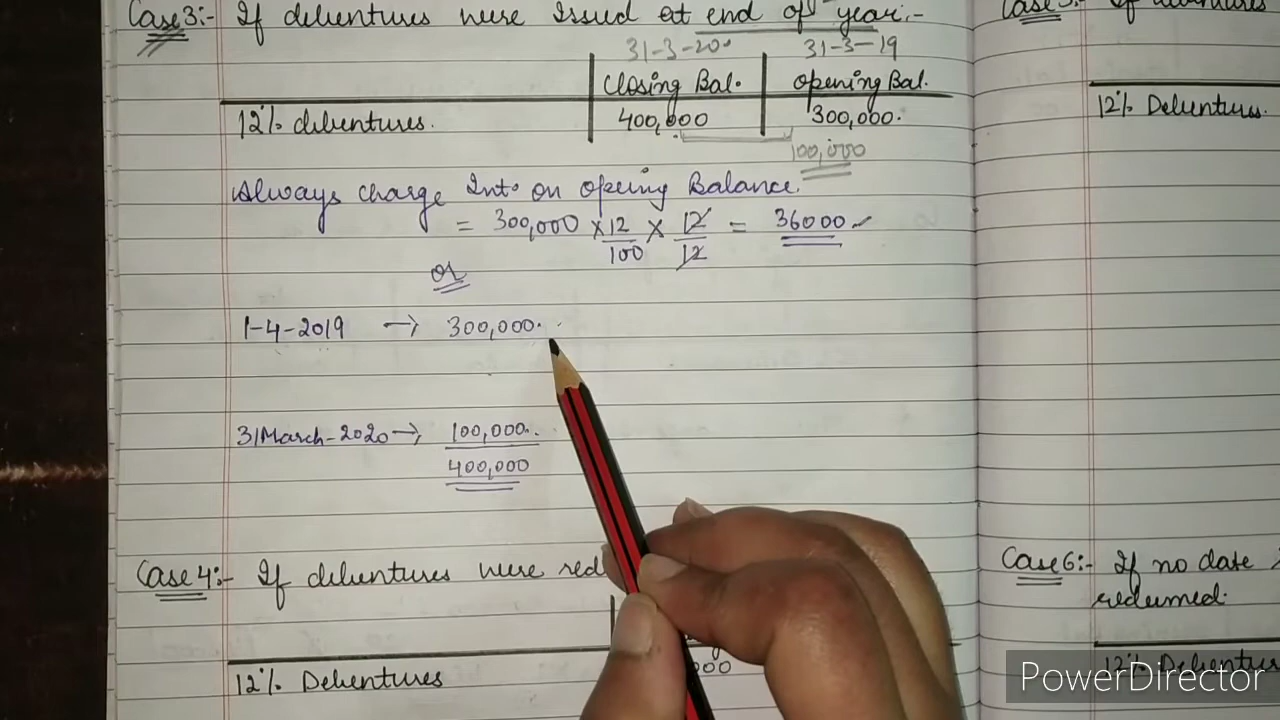 Case 3:- If debentures were Issued at end of year:-
31-3-20 31-3-19
Closing Bal. Opening Bal.
12% debentures. 400,000 300,000.
100,000
Always charge Int. on Opening Balance.
= 300,000 × 12/100 × 12/12 = 36000
or
1-4-2019 → 300,000.
31 March-2020 → 100,000.
400,000
Case 4:- If debentures were red
12% Debentures 000
12% Debentures.
Case 6:- If no date
redeemed.
12% Debentur
PowerDirector